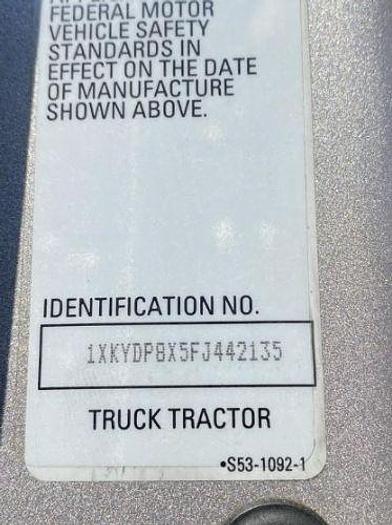 FEDERAL MOTOR
VEHICLE SAFETY
STANDARDS IN
EFFECT ON THE DATE
OF MANUFACTURE
SHOWN ABOVE.
IDENTIFICATION NO.
1XKYDP8X5FJ442135
TRUCK TRACTOR
•S53-1092-1